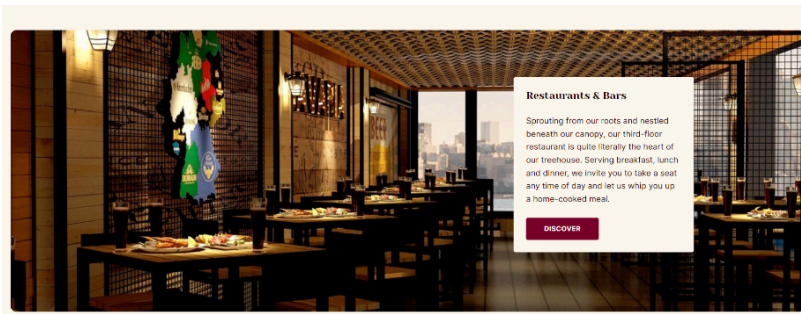 BAVARIA
BEER
Restaurants & Bars
Sprouting from our roots and nestled
beneath our canopy, our third-floor
restaurant is quite literally the heart of
our treehouse. Serving breakfast, lunch
and dinner, we invite you to take a seat
any time of day and let us whip you up
a home-cooked meal.
DISCOVER